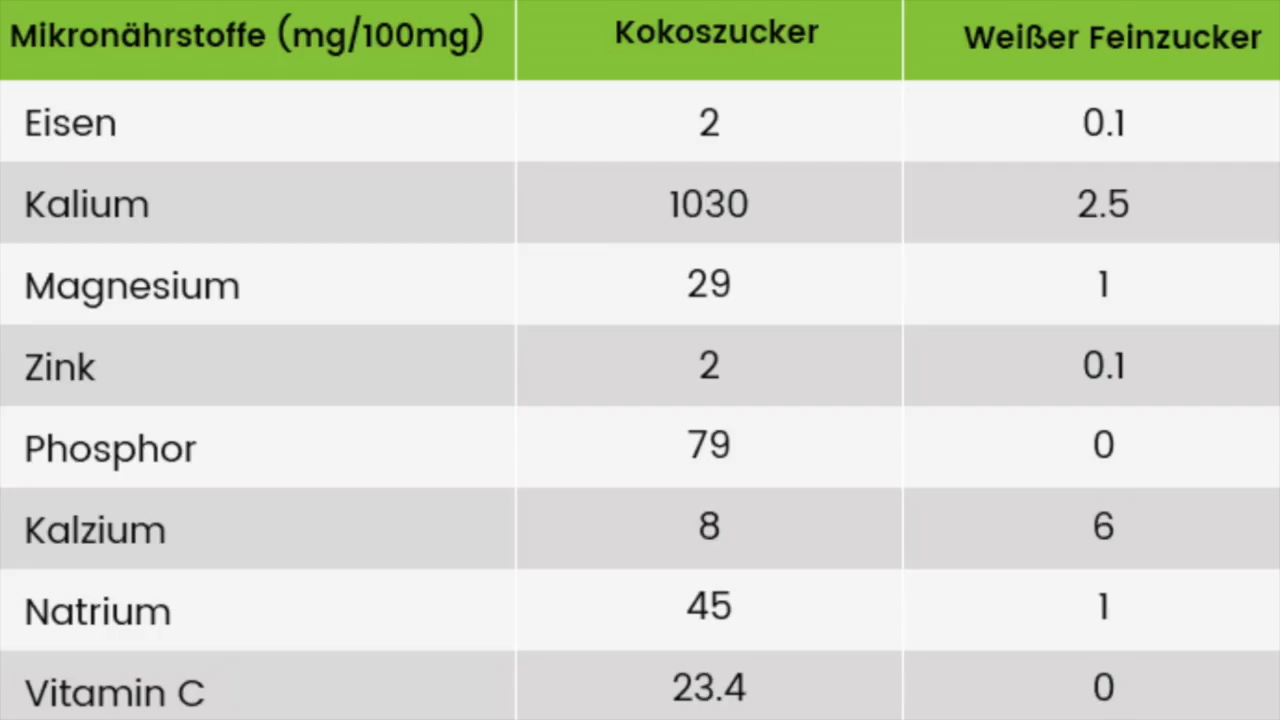 Mikronährstoffe (mg/100mg) Kokoszucker Weißer Feinzucker
Eisen 2 0.1
Kalium 1030 2.5
Magnesium 29 1
Zink 2 0.1
Phosphor 79 0
Kalzium 8 6
Natrium 45 1
Vitamin C 23.4 0